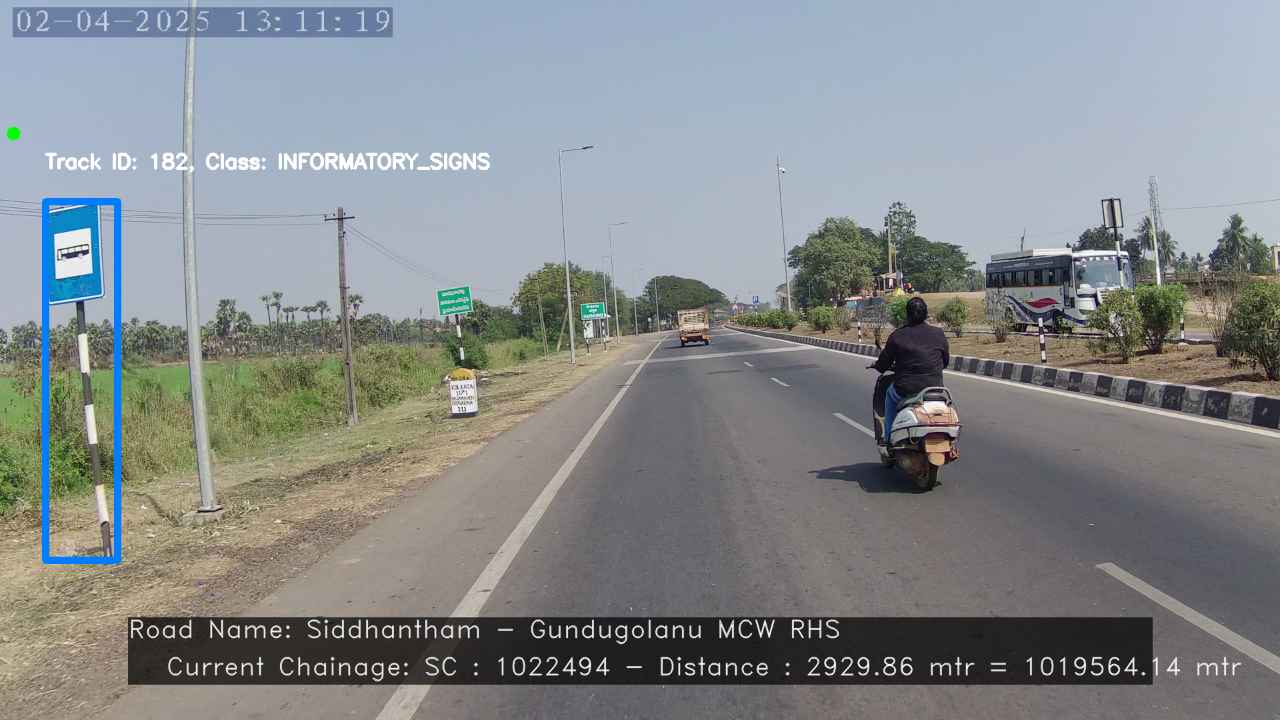 02-04-2025 13:11:19
Track ID: 182, Class: INFORMATORY_SIGNS
KOLKATA
Road Name: Siddhantham - Gundugolanu MCW RHS
Current Chainage: SC : 1022494 - Distance : 2929.86 mtr = 1019564.14 mtr